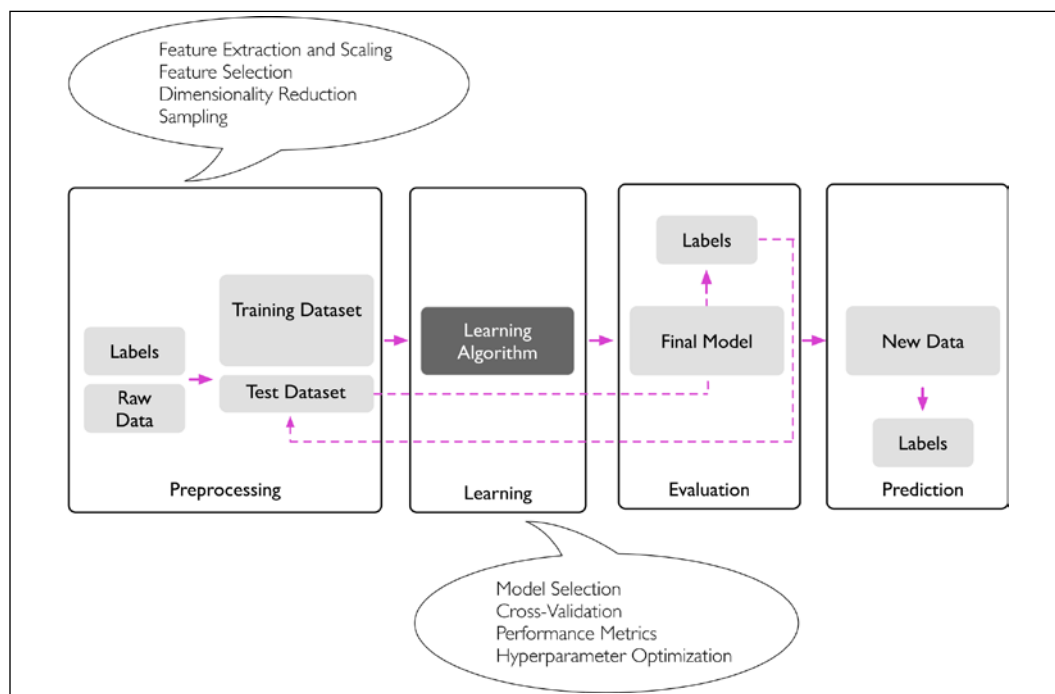 Feature Extraction and Scaling
Feature Selection
Dimensionality Reduction
Sampling
Labels
Raw
Data
Training Dataset
Test Dataset
Preprocessing
Learning
Algorithm
Learning
Labels
Final Model
Evaluation
New Data
Labels
Prediction
Model Selection
Cross-Validation
Performance Metrics
Hyperparameter Optimization